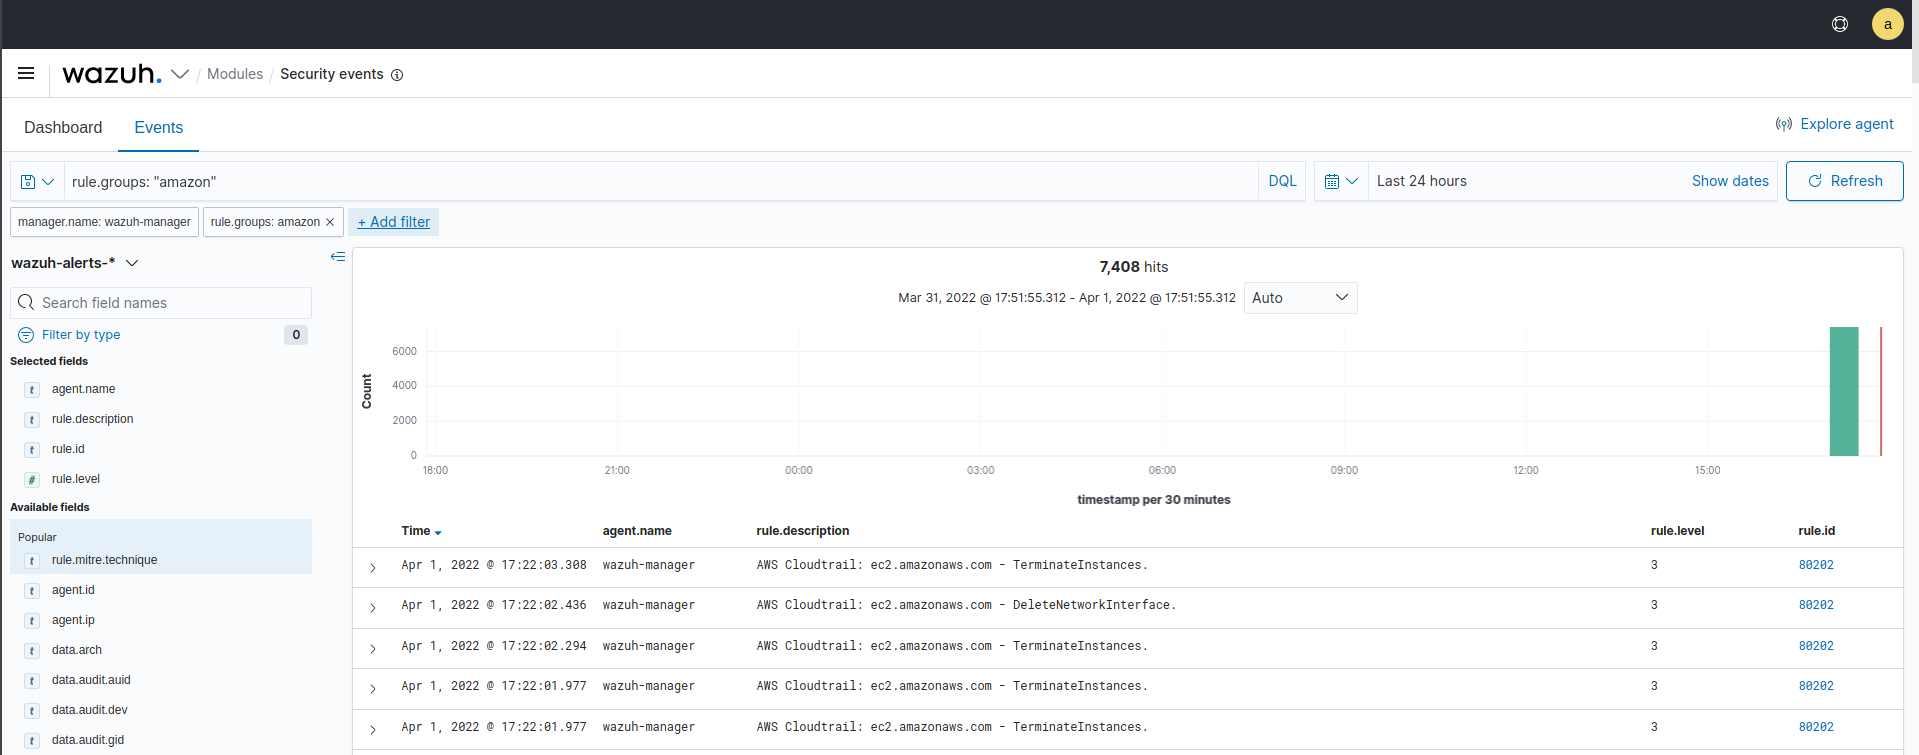 a
wazuh. / Modules / Security events
Dashboard Events Explore agent
rule.groups: "amazon" DQL Last 24 hours Show dates Refresh
manager.name: wazuh-manager rule.groups: amazon × + Add filter
wazuh-alerts-*
Search field names
Filter by type 0
Selected fields
t agent.name
t rule.description
t rule.id
# rule.level
Available fields
Popular
t rule.mitre.technique
t agent.id
t agent.ip
t data.arch
t data.audit.auid
t data.audit.dev
t data.audit.gid
7,408 hits
Mar 31, 2022 @ 17:51:55.312 - Apr 1, 2022 @ 17:51:55.312 Auto
Count
6000
4000
2000
0
18:00 21:00 00:00 03:00 06:00 09:00 12:00 15:00
timestamp per 30 minutes
Time agent.name rule.description rule.level rule.id
Apr 1, 2022 @ 17:22:03.308 wazuh-manager AWS Cloudtrail: ec2.amazonaws.com - TerminateInstances. 3 80202
Apr 1, 2022 @ 17:22:02.436 wazuh-manager AWS Cloudtrail: ec2.amazonaws.com - DeleteNetworkInterface. 3 80202
Apr 1, 2022 @ 17:22:02.294 wazuh-manager AWS Cloudtrail: ec2.amazonaws.com - TerminateInstances. 3 80202
Apr 1, 2022 @ 17:22:01.977 wazuh-manager AWS Cloudtrail: ec2.amazonaws.com - TerminateInstances. 3 80202
Apr 1, 2022 @ 17:22:01.977 wazuh-manager AWS Cloudtrail: ec2.amazonaws.com - TerminateInstances. 3 80202